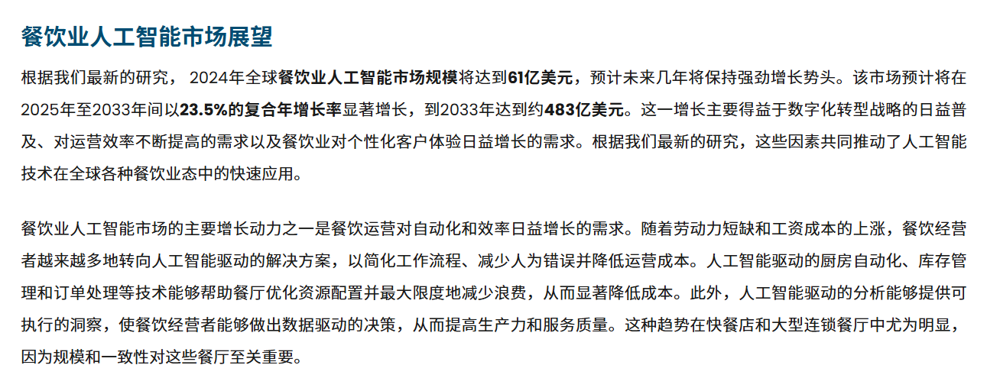 餐饮业人工智能市场展望
根据我们最新的研究， 2024年全球餐饮业人工智能市场规模将达到61亿美元，预计未来几年将保持强劲增长势头。该市场预计将在
2025年至2033年间以23.5%的复合年增长率显著增长，到2033年达到约483亿美元。这一增长主要得益于数字化转型战略的日益普
及、对运营效率不断提高的需求以及餐饮业对个性化客户体验日益增长的需求。根据我们最新的研究，这些因素共同推动了人工智能
技术在全球各种餐饮业态中的快速应用。
餐饮业人工智能市场的主要增长动力之一是餐饮运营对自动化和效率日益增长的需求。随着劳动力短缺和工资成本的上涨，餐饮经营
者越来越多地转向人工智能驱动的解决方案，以简化工作流程、减少人为错误并降低运营成本。人工智能驱动的厨房自动化、库存管
理和订单处理等技术能够帮助餐厅优化资源配置并最大限度地减少浪费，从而显著降低成本。此外，人工智能驱动的分析能够提供可
执行的洞察，使餐饮经营者能够做出数据驱动的决策，从而提高生产力和服务质量。这种趋势在快餐店和大型连锁餐厅中尤为明显，
因为规模和一致性对这些餐厅至关重要。